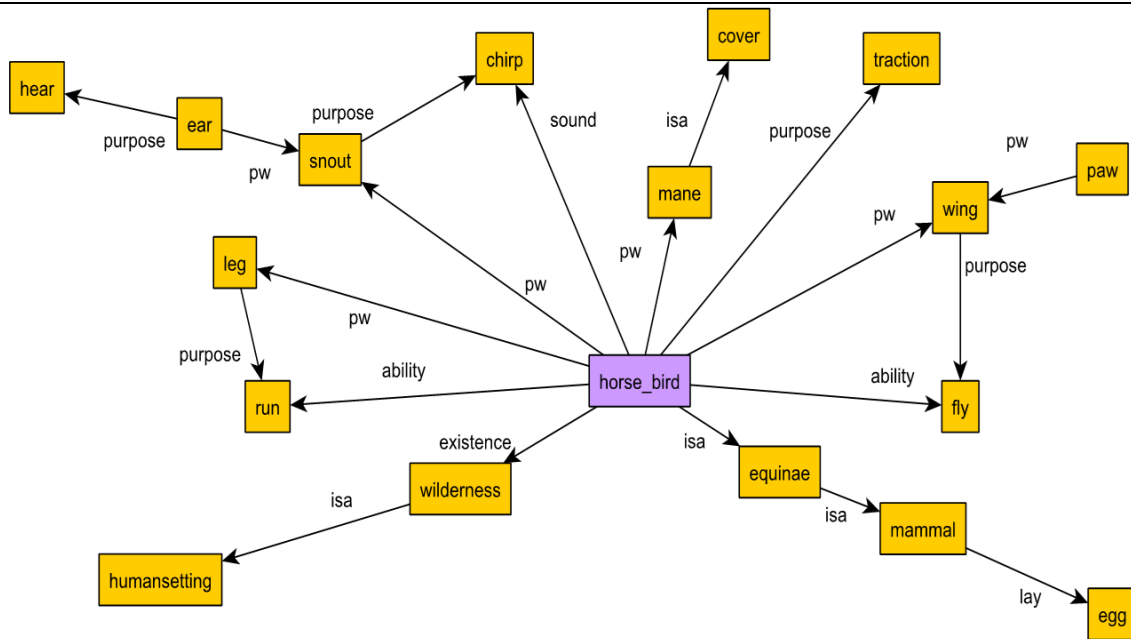 cover
chirp
traction
hear
purpose
ear
purpose
sound
isa
purpose
pw
snout
pw
paw
mane
wing
pw
pw
leg
pw
purpose
pw
purpose
ability
horse_bird
ability
run
fly
existence
isa
wilderness
equinae
isa
isa
mammal
humansetting
lay
egg